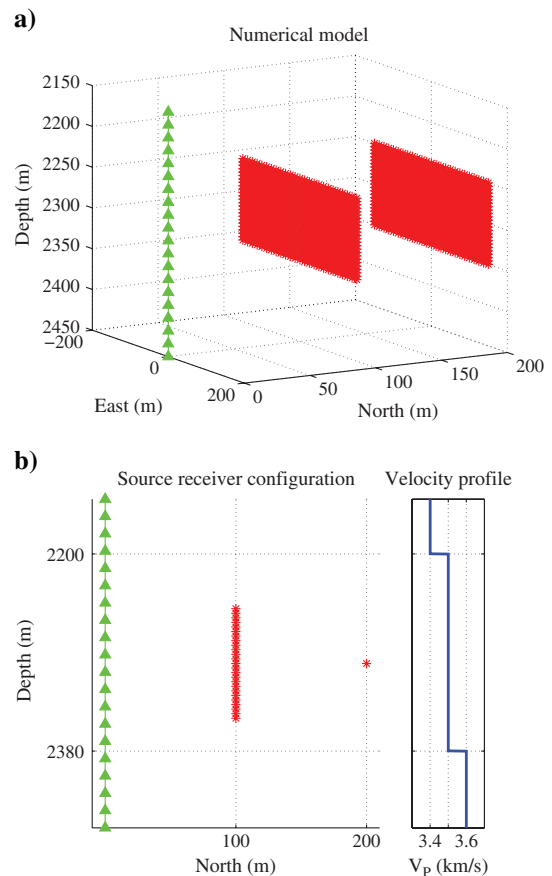 a)
Numerical model
2150
2200
2250
2300
2350
2400
2450
Depth (m)
−200
0
200
East (m)
0
50
100
150
200
North (m)
b)
Source receiver configuration
Velocity profile
2200
2380
Depth (m)
100
200
North (m)
3.4
3.6
V_P (km/s)